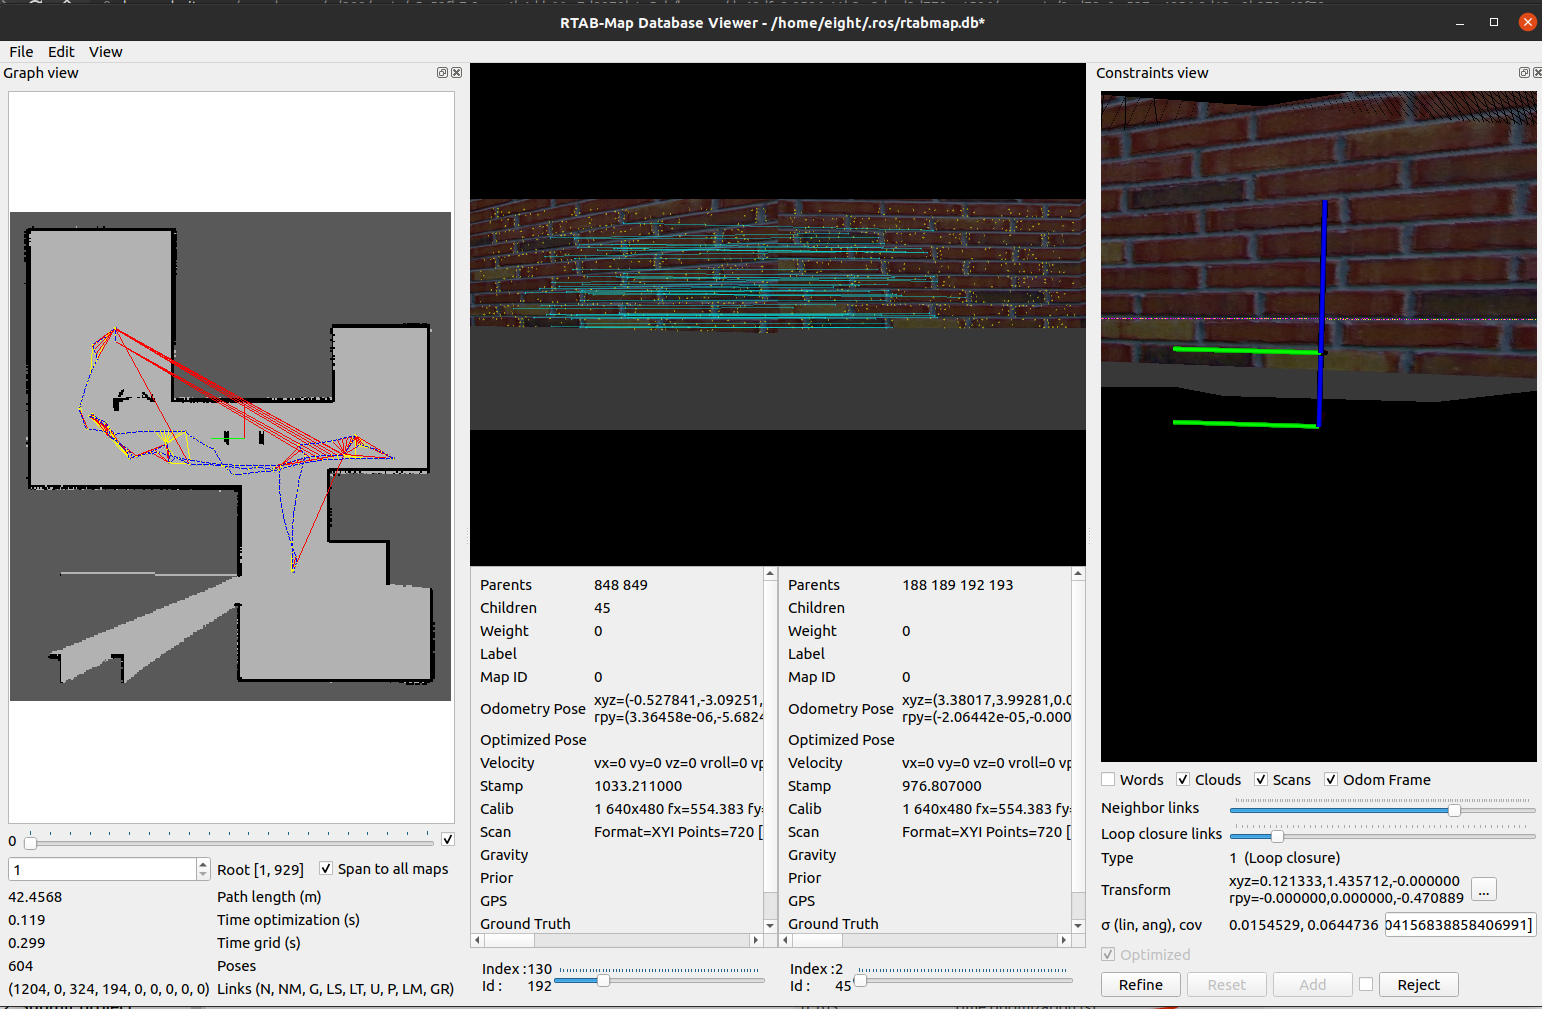 RTAB-Map Database Viewer - /home/eight/.ros/rtabmap.db*
File Edit View
Graph view
Constraints view
0
1
Root [1, 929]
Span to all maps
42.4568 Path length (m)
0.119 Time optimization (s)
0.299 Time grid (s)
604 Poses
(1204, 0, 324, 194, 0, 0, 0, 0, 0) Links (N, NM, G, LS, LT, U, P, LM, GR)
Parents 848 849
Children 45
Weight 0
Label
Map ID 0
Odometry Pose xyz=(-0.527841,-3.09251,
rpy=(3.36458e-06,-5.6824
Optimized Pose
Velocity vx=0 vy=0 vz=0 vroll=0 vp
Stamp 1033.211000
Calib 1 640x480 fx=554.383 fy=
Scan Format=XYI Points=720 [
Gravity
Prior
GPS
Ground Truth
Index :130
Id : 192
Parents 188 189 192 193
Children
Weight 0
Label
Map ID 0
Odometry Pose xyz=(3.38017,3.99281,0.0
rpy=(-2.06442e-05,-0.000
Optimized Pose
Velocity vx=0 vy=0 vz=0 vroll=0 vp
Stamp 976.807000
Calib 1 640x480 fx=554.383 fy=
Scan Format=XYI Points=720 [
Gravity
Prior
GPS
Ground Truth
Index :2
Id : 45
Words Clouds Scans Odom Frame
Neighbor links
Loop closure links
Type 1 (Loop closure)
Transform xyz=0.121333,1.435712,-0.000000
rpy=-0.000000,0.000000,-0.470889
...
σ (lin, ang), cov 0.0154529, 0.0644736 04156838858406991]
Optimized
Refine Reset Add Reject